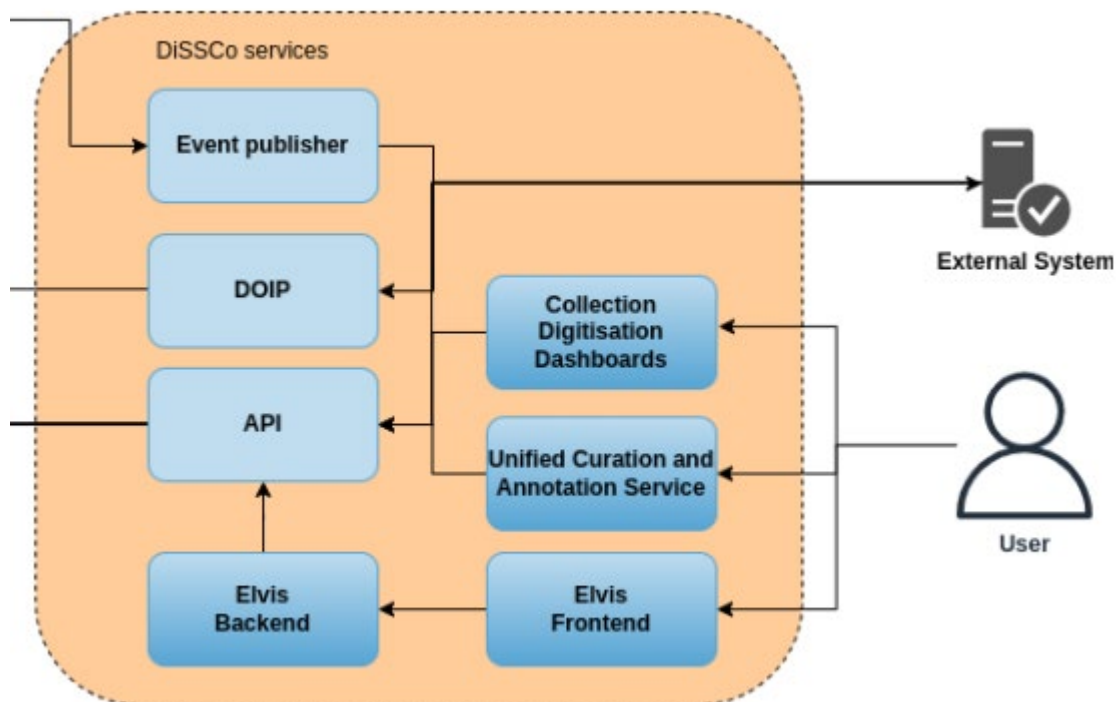 DiSSCo services
Event publisher
External System
DOIP
Collection
Digitisation
Dashboards
API
Unified Curation and
Annotation Service
User
Elvis
Backend
Elvis
Frontend